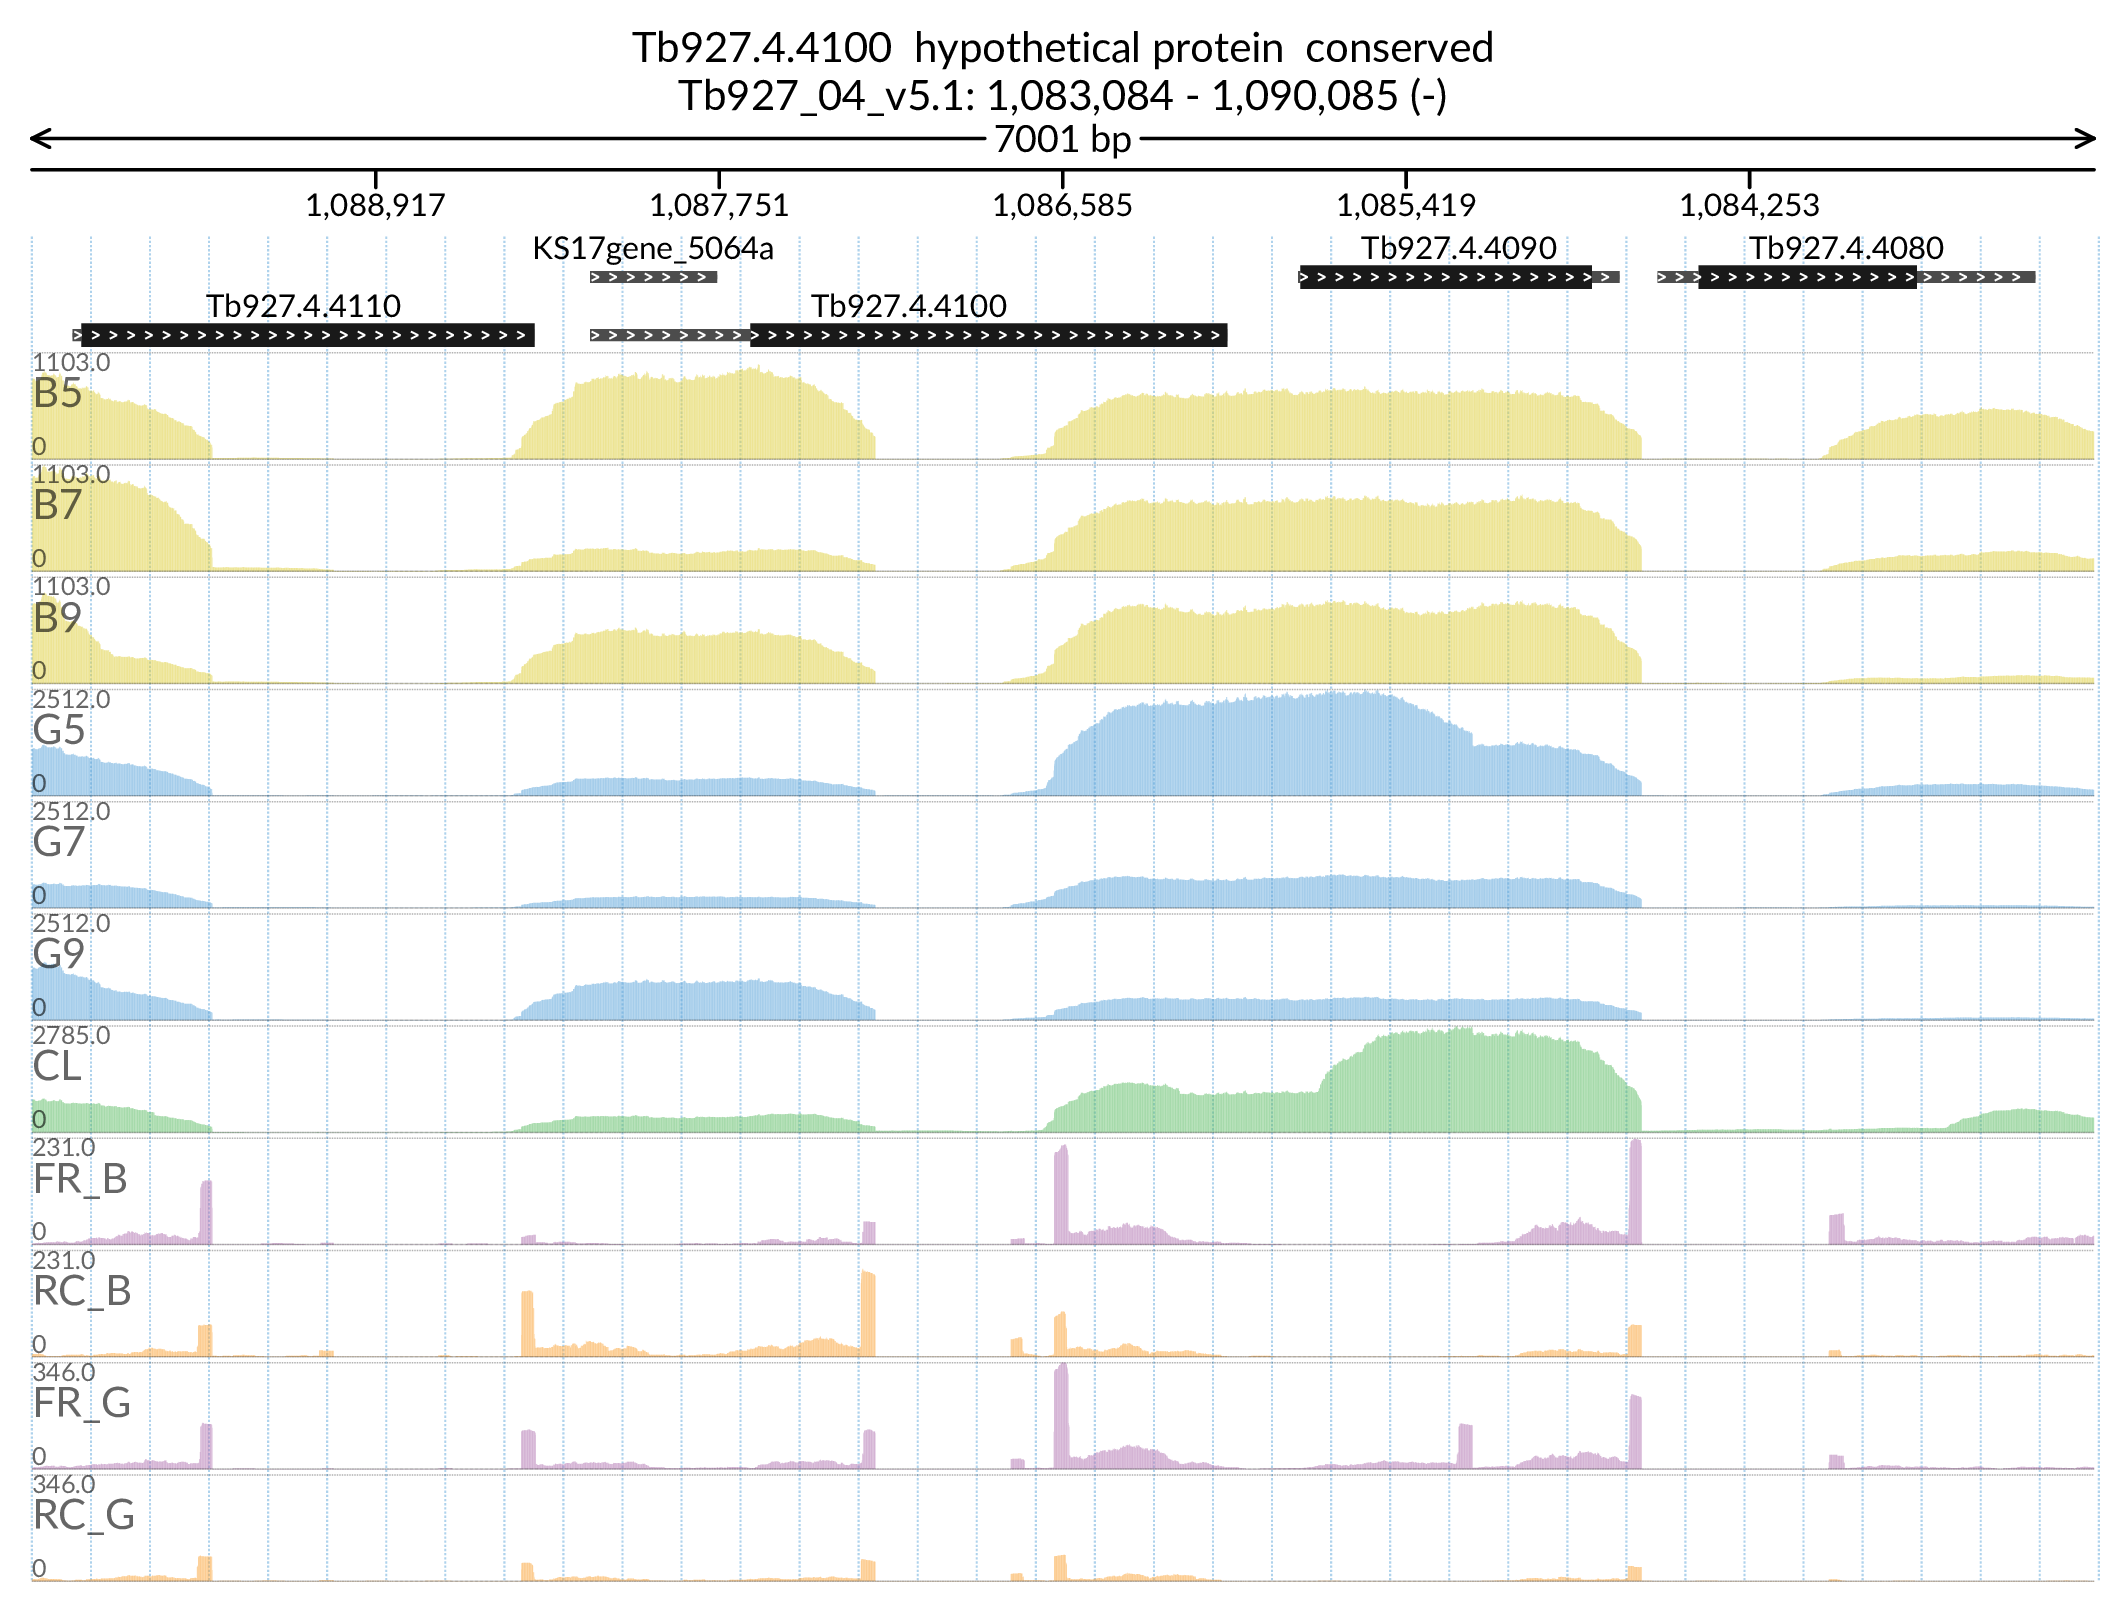 Tb927.4.4100 hypothetical protein conserved
Tb927_04_v5.1: 1,083,084 - 1,090,085 (-)
7001 bp
1,088,917 1,087,751 1,086,585 1,085,419 1,084,253
KS17gene_5064a Tb927.4.4090 Tb927.4.4080
Tb927.4.4110 Tb927.4.4100
1103.0
B5
0
1103.0
B7
0
1103.0
B9
0
2512.0
G5
0
2512.0
G7
0
2512.0
G9
0
2785.0
CL
0
231.0
FR_B
0
231.0
RC_B
0
346.0
FR_G
0
346.0
RC_G
0